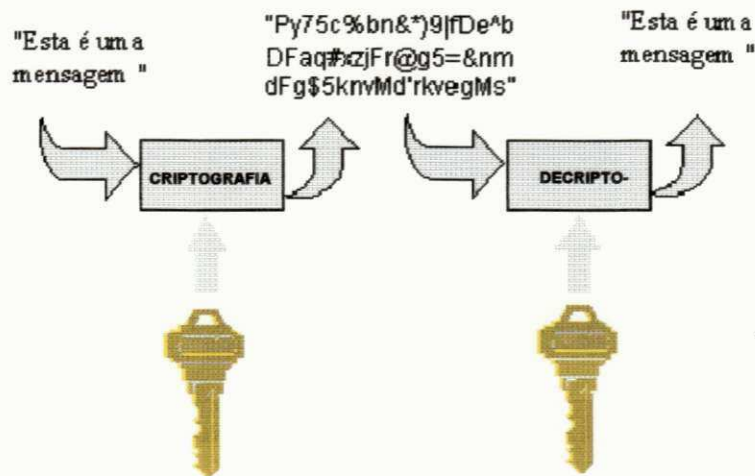 "Esta é uma
mensagem "
"Py75c%bn&*)9|fDe^b
DFaq#xzjFr@g5=&nm
dFg$5knvMd'rkvegMs"
"Esta é uma
mensagem "
CRIPTOGRAFIA
DECRIPTO-